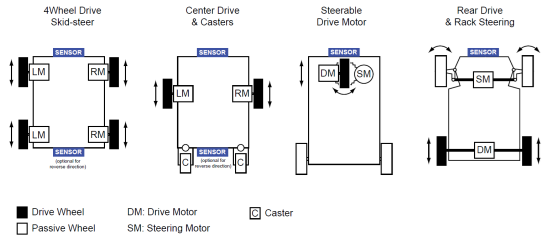 4Wheel Drive
Skid-steer
Center Drive
& Casters
Steerable
Drive Motor
Rear Drive
& Rack Steering
SENSOR
SENSOR
SENSOR
SENSOR
LM
RM
LM
RM
DM
SM
SM
LM
RM
DM
SENSOR
(optional for
reverse direction)
C
SENSOR
(optional for
reverse direction)
C
Drive Wheel
DM: Drive Motor
C
Caster
Passive Wheel
SM: Steering Motor